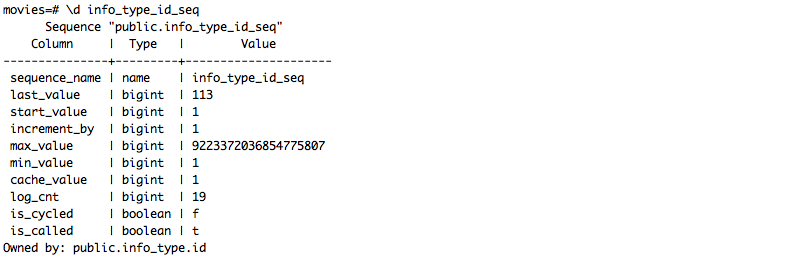 movies=# \d info_type_id_seq
      Sequence "public.info_type_id_seq"
    Column     |  Type   |        Value
---------------+---------+---------------------
 sequence_name | name    | info_type_id_seq
 last_value    | bigint  | 113
 start_value   | bigint  | 1
 increment_by  | bigint  | 1
 max_value     | bigint  | 9223372036854775807
 min_value     | bigint  | 1
 cache_value   | bigint  | 1
 log_cnt       | bigint  | 19
 is_cycled     | boolean | f
 is_called     | boolean | t
Owned by: public.info_type.id